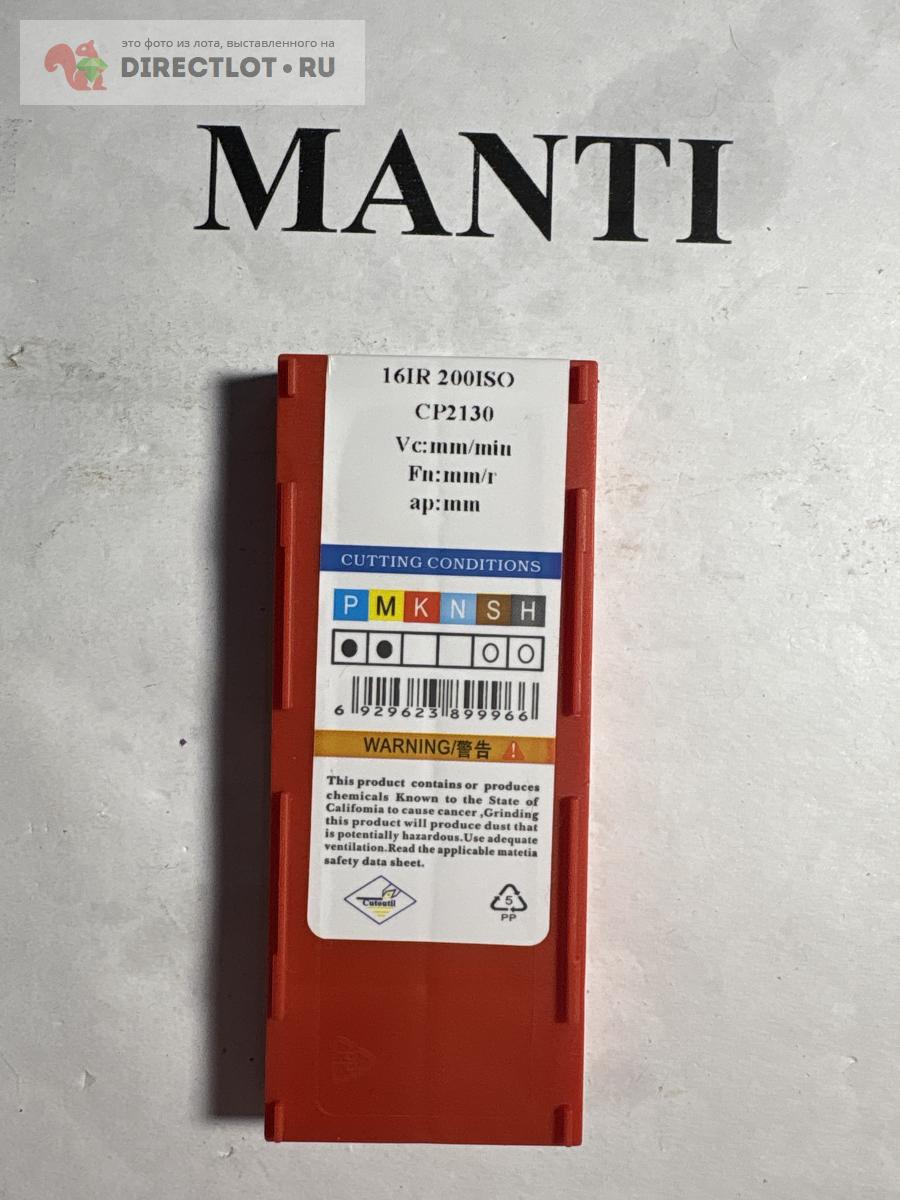 это фото из лота, выставленного на
DIRECTLOT•RU
MANTI
16IR 200ISO
CP2130
Vc:mm/min
Fn:mm/r
ap:mm
CUTTING CONDITIONS
P M K N S H
6 929623 899966
WARNING/警告
This product contains or produces
chemicals Known to the State of
Califomia to cause cancer ,Grinding
this product will produce dust that
is potentially hazardous.Use adequate
ventilation.Read the applicable matetia
safety data sheet.
Cutoutil
5
PP